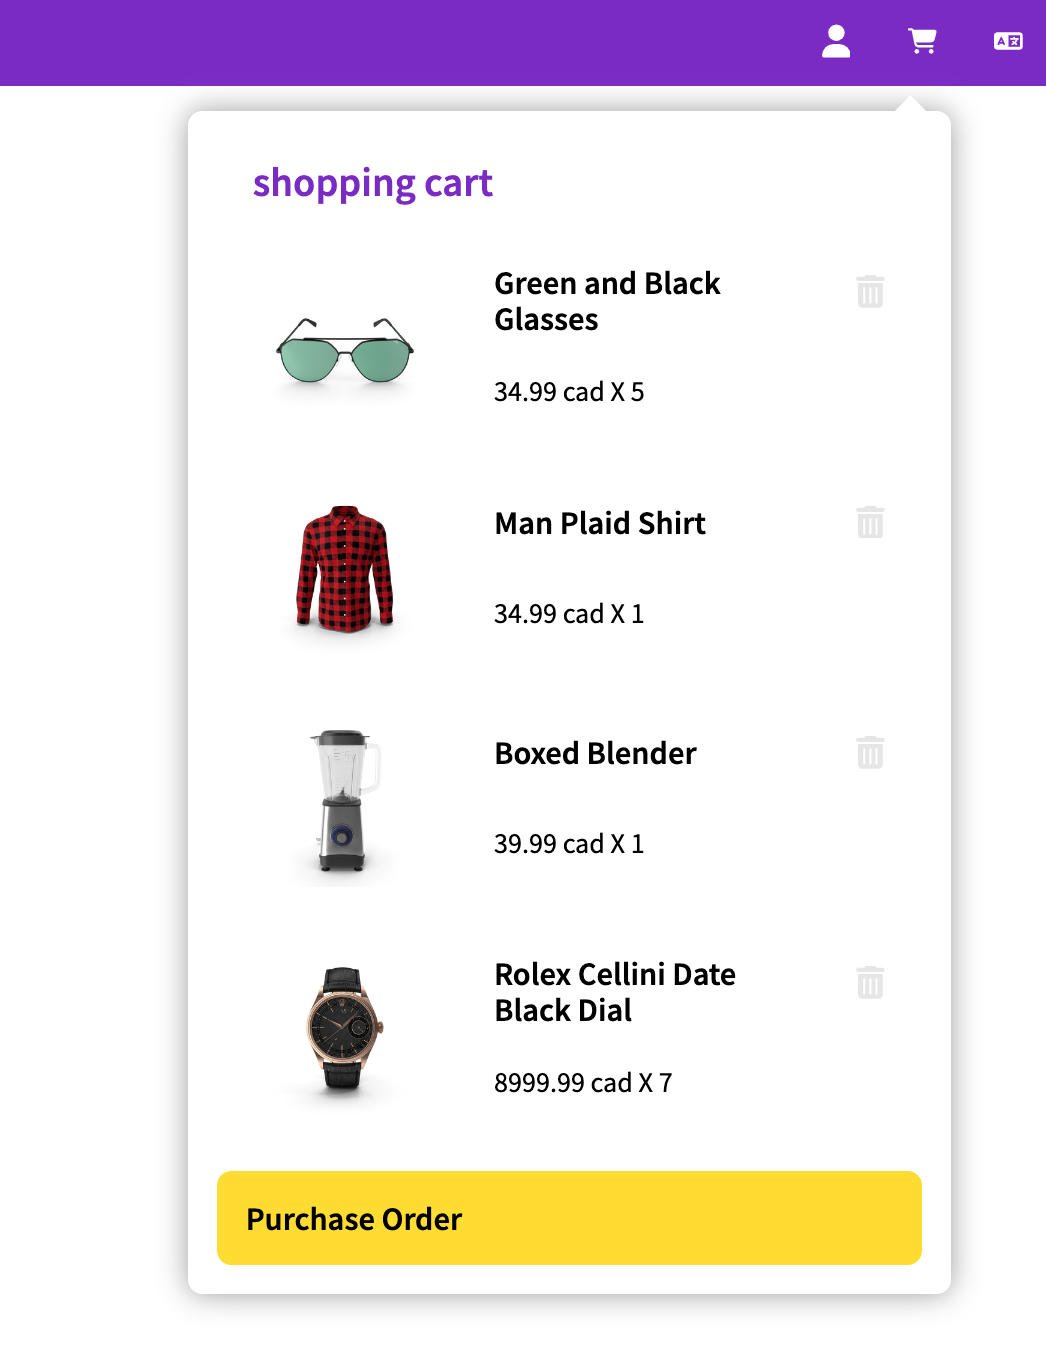 shopping cart
Green and Black
Glasses
34.99 cad X 5
Man Plaid Shirt
34.99 cad X 1
Boxed Blender
39.99 cad X 1
Rolex Cellini Date
Black Dial
8999.99 cad X 7
Purchase Order